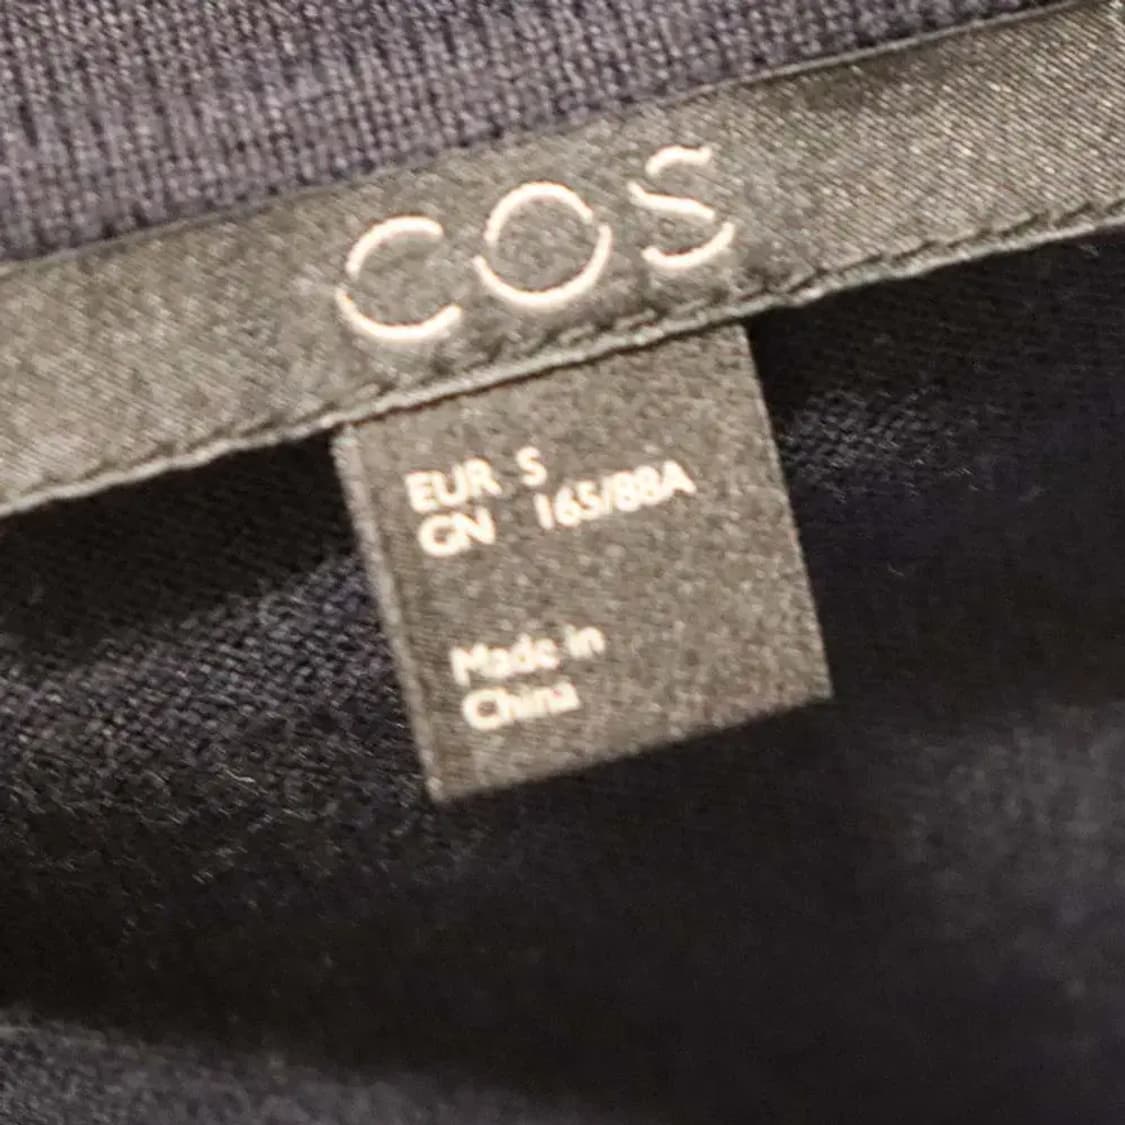 COS
EUR S
GN 165/88A
Made in
China